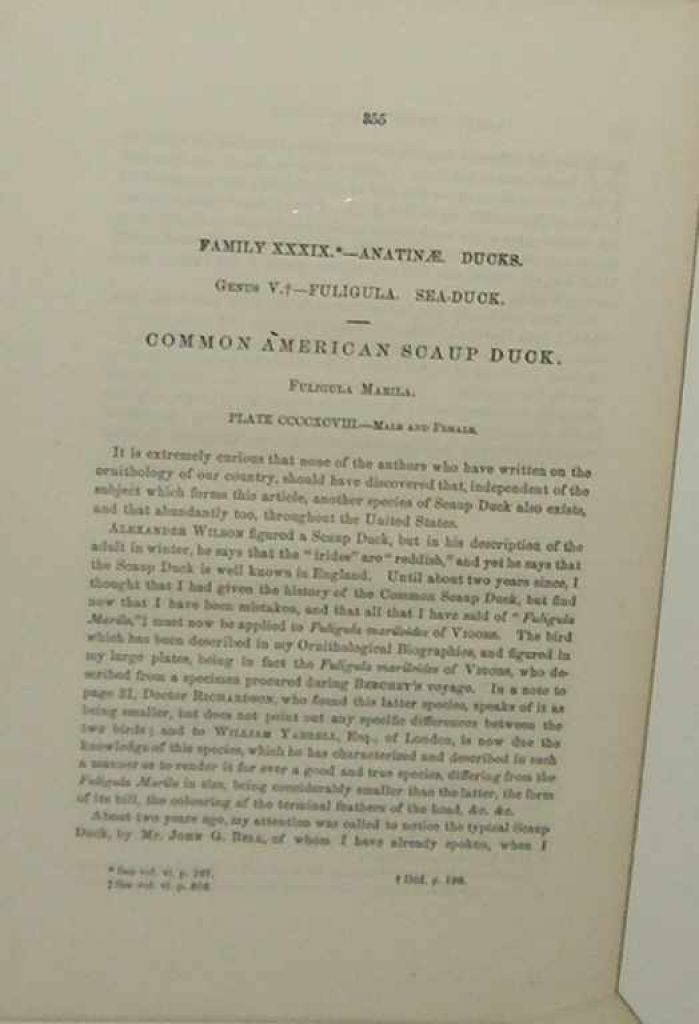 355
FAMILY XXXIX.*—ANATINÆ. DUCKS.
GENUS V.†—FULIGULA. SEA-DUCK.
COMMON AMERICAN SCAUP DUCK.
FULIGULA MARILA.
PLATE CCCCXCVIII.—MALE AND FEMALE.
It is extremely curious that none of the authors who have written on the
ornithology of our country, should have discovered that, independent of the
subject which forms this article, another species of Scaup Duck also exists,
and that abundantly too, throughout the United States.
ALEXANDER WILSON figured a Scaup Duck, but in his description of the
adult in winter, he says that the "irides" are "reddish," and yet he says that
the Scaup Duck is well known in England. Until about two years since, I
thought that I had given the history of the Common Scaup Duck, but find
now that I have been mistaken, and that all that I have said of "Fuligula
Marila,"‡ must now be applied to Fuligula mariloides of VIGORS. The bird
which has been described in my Ornithological Biographies, and figured in
my large plates, being in fact the Fuligula mariloides of VIGORS, who de-
scribed from a specimen procured during BEECHEY's voyage. In a note to
page 31, Doctor RICHARDSON, who found this latter species, speaks of it as
being smaller, but does not point out any specific differences between the
two birds; and to WILLIAM YARRELL, Esq., of London, is now due the
knowledge of this species, which he has characterized and described in such
a manner as to render it for ever a good and true species, differing from the
Fuligula Marila in size, being considerably smaller than the latter, the form
of its bill, the colouring of the terminal feathers of the head, &c. &c.
About two years ago, my attention was called to notice the typical Scaup
Duck, by Mr. JOHN G. BELL, of whom I have already spoken, when I
* See vol. vi. p.
† Ibid. p.
‡ See vol. vi. p.